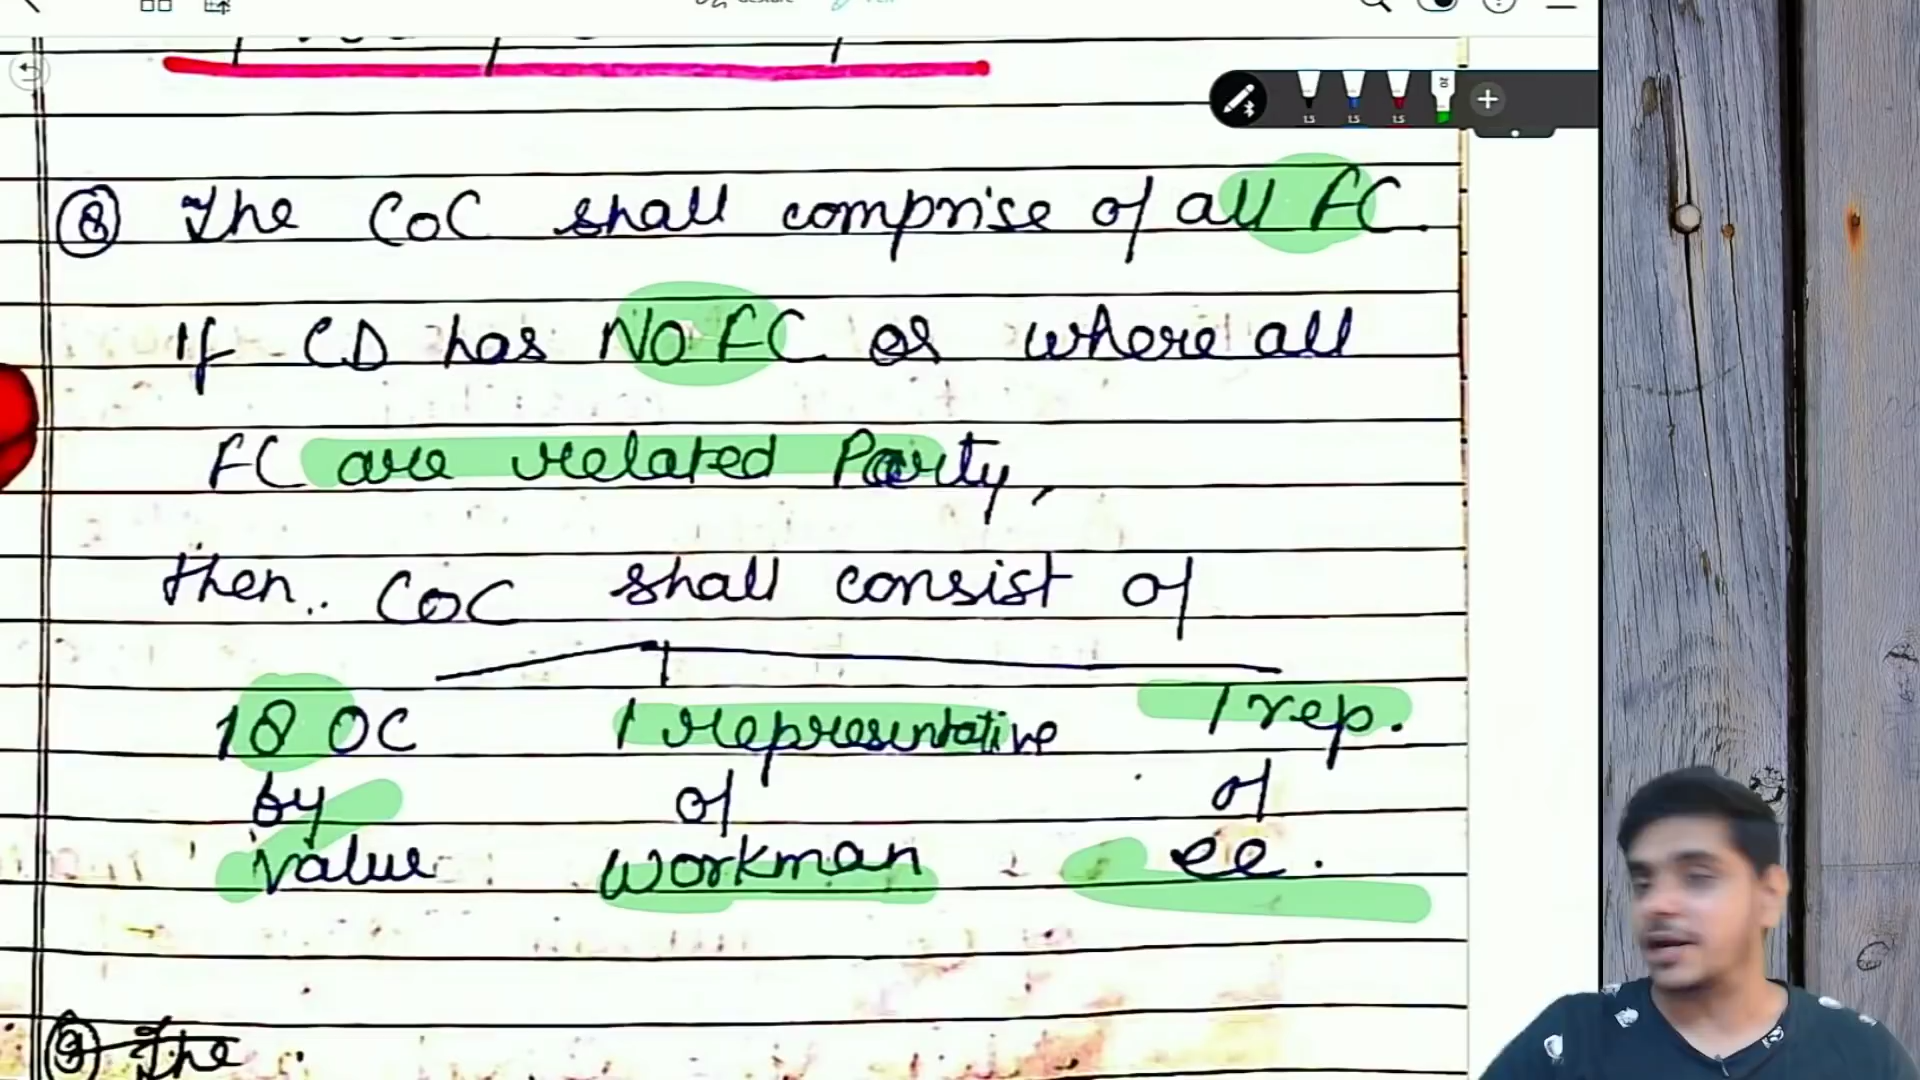 ⑧ The CoC shall comprise of all FC.
If CD has No FC or where all
FC are related Party,
then.. CoC shall consist of
18 OC 1 representative 1 rep.
by of of
value workman ee.
⑨ The